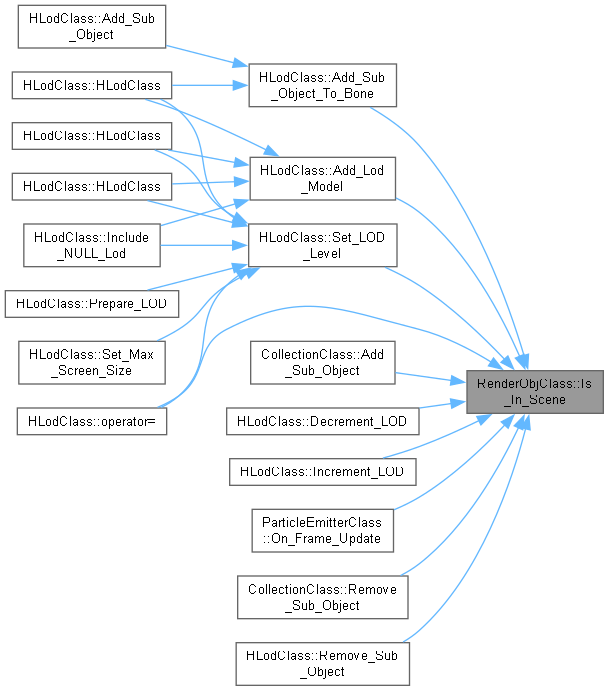 HLodClass::Add_Sub
_Object
HLodClass::HLodClass
HLodClass::HLodClass
HLodClass::HLodClass
HLodClass::Include
_NULL_Lod
HLodClass::Prepare_LOD
HLodClass::Set_Max
_Screen_Size
HLodClass::operator=
HLodClass::Add_Sub
_Object_To_Bone
HLodClass::Add_Lod
_Model
HLodClass::Set_LOD
_Level
CollectionClass::Add
_Sub_Object
HLodClass::Decrement_LOD
HLodClass::Increment_LOD
ParticleEmitterClass
::On_Frame_Update
CollectionClass::Remove
_Sub_Object
HLodClass::Remove_Sub
_Object
RenderObjClass::Is
_In_Scene